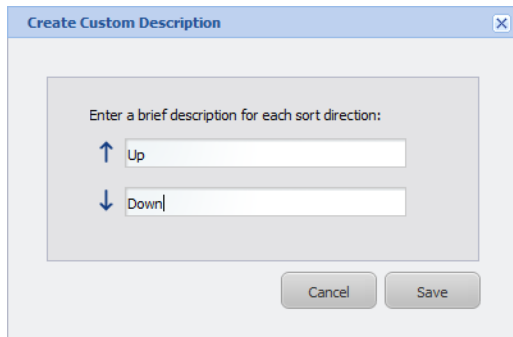 Create Custom Description
Enter a brief description for each sort direction:
Up
Down
Cancel Save